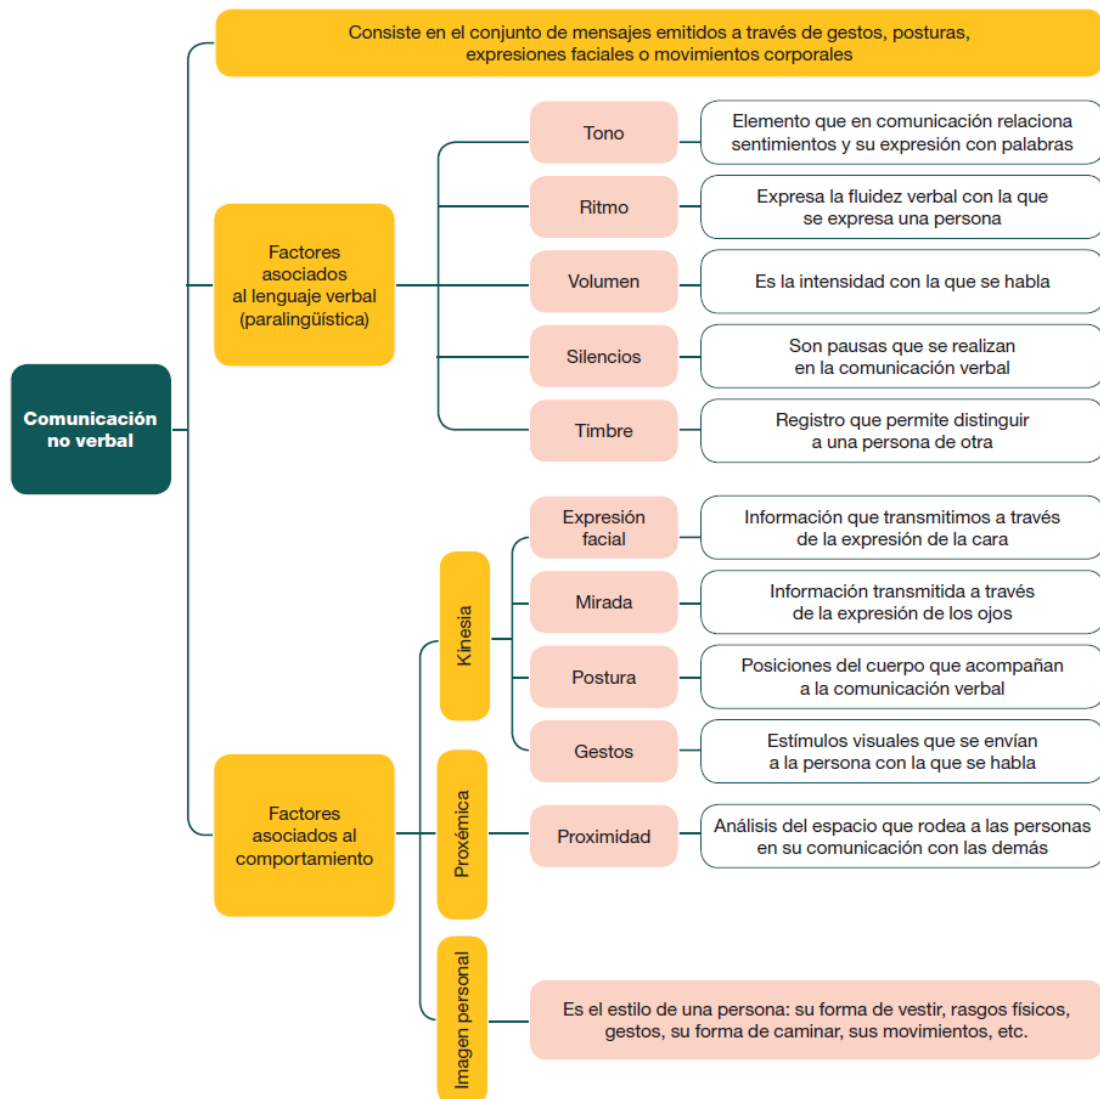 Consiste en el conjunto de mensajes emitidos a través de gestos, posturas,
expresiones faciales o movimientos corporales
Comunicación
no verbal
Factores
asociados
al lenguaje verbal
(paralingüística)
Tono
Elemento que en comunicación relaciona
sentimientos y su expresión con palabras
Ritmo
Expresa la fluidez verbal con la que
se expresa una persona
Volumen
Es la intensidad con la que se habla
Silencios
Son pausas que se realizan
en la comunicación verbal
Timbre
Registro que permite distinguir
a una persona de otra
Factores
asociados al
comportamiento
Kinesia
Expresión
facial
Información que transmitimos a través
de la expresión de la cara
Mirada
Información transmitida a través
de la expresión de los ojos
Postura
Posiciones del cuerpo que acompañan
a la comunicación verbal
Gestos
Estímulos visuales que se envían
a la persona con la que se habla
Proxémica
Proximidad
Análisis del espacio que rodea a las personas
en su comunicación con las demás
Imagen personal
Es el estilo de una persona: su forma de vestir, rasgos físicos,
gestos, su forma de caminar, sus movimientos, etc.